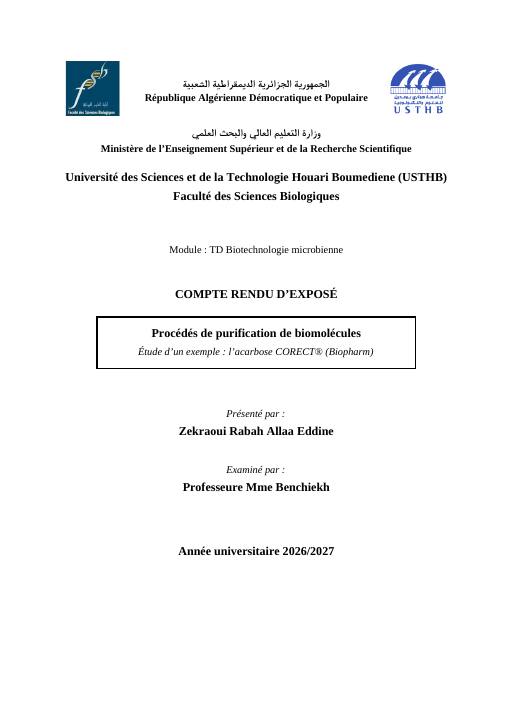 الجمهورية الجزائرية الديمقراطية الشعبية
République Algérienne Démocratique et Populaire
Faculté des Sciences Biologiques
USTHB
وزارة التعليم العالي والبحث العلمي
Ministère de l’Enseignement Supérieur et de la Recherche Scientifique
Université des Sciences et de la Technologie Houari Boumediene (USTHB)
Faculté des Sciences Biologiques
Module : TD Biotechnologie microbienne
COMPTE RENDU D’EXPOSÉ
Procédés de purification de biomolécules
Étude d’un exemple : l’acarbose CORECT® (Biopharm)
Présenté par :
Zekraoui Rabah Allaa Eddine
Examiné par :
Professeure Mme Benchiekh
Année universitaire 2026/2027